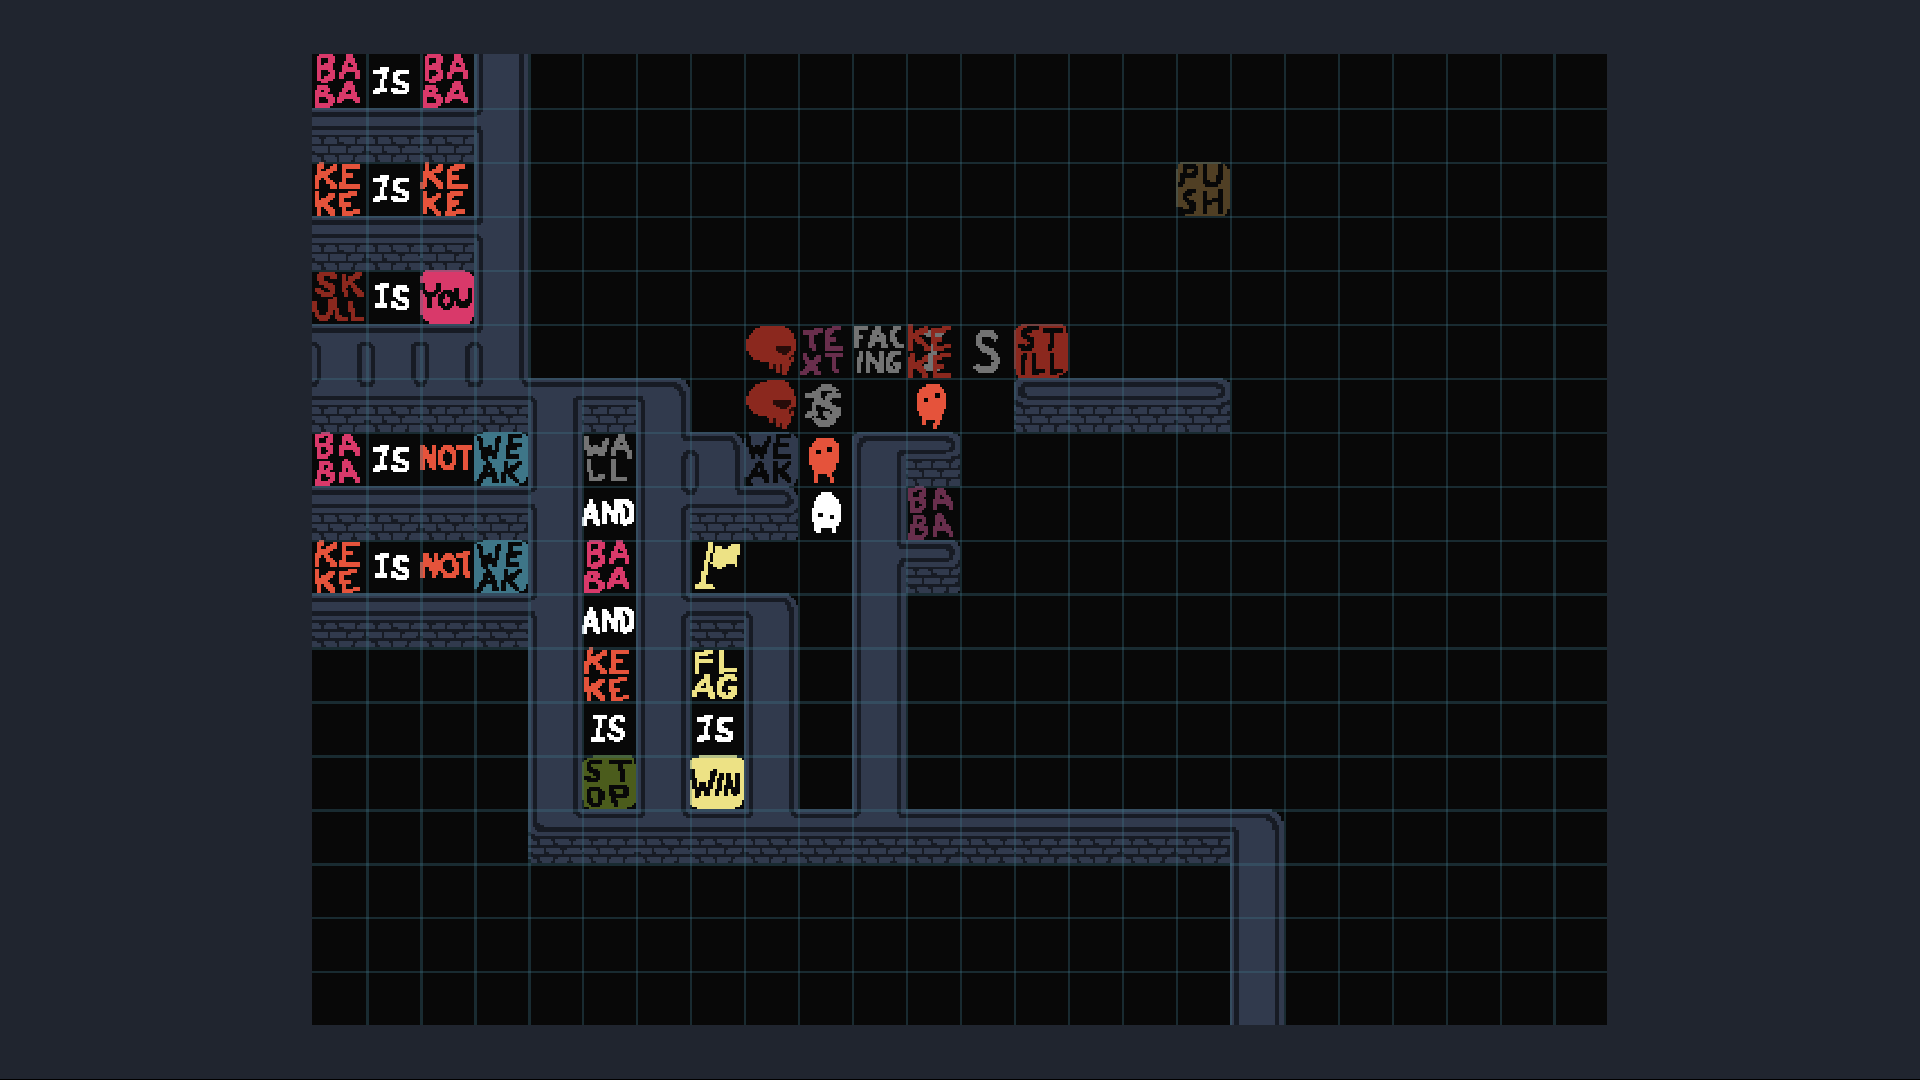 BABA IS BABA
KEKE IS KEKE
PUSH
SKULL IS YOU
TEXT FACING KEKE S STILL
IS
BABA IS NOT WEAK
WALL
WEAK
AND
BABA
KEKE IS NOT WEAK
BABA
AND
KEKE
FLAG
IS
IS
STOP
WIN